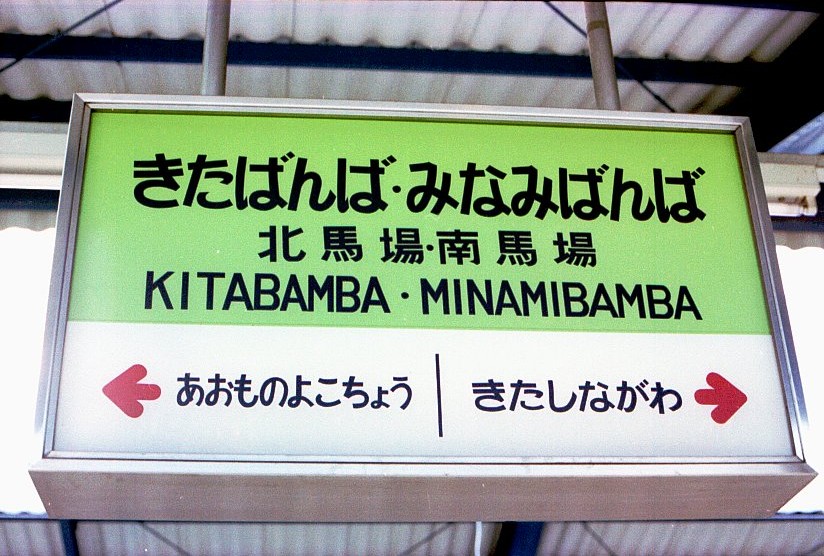 きたばんば・みなみばんば
北馬場・南馬場
KITABAMBA・MINAMIBAMBA
あおものよこちょう きたしながわ